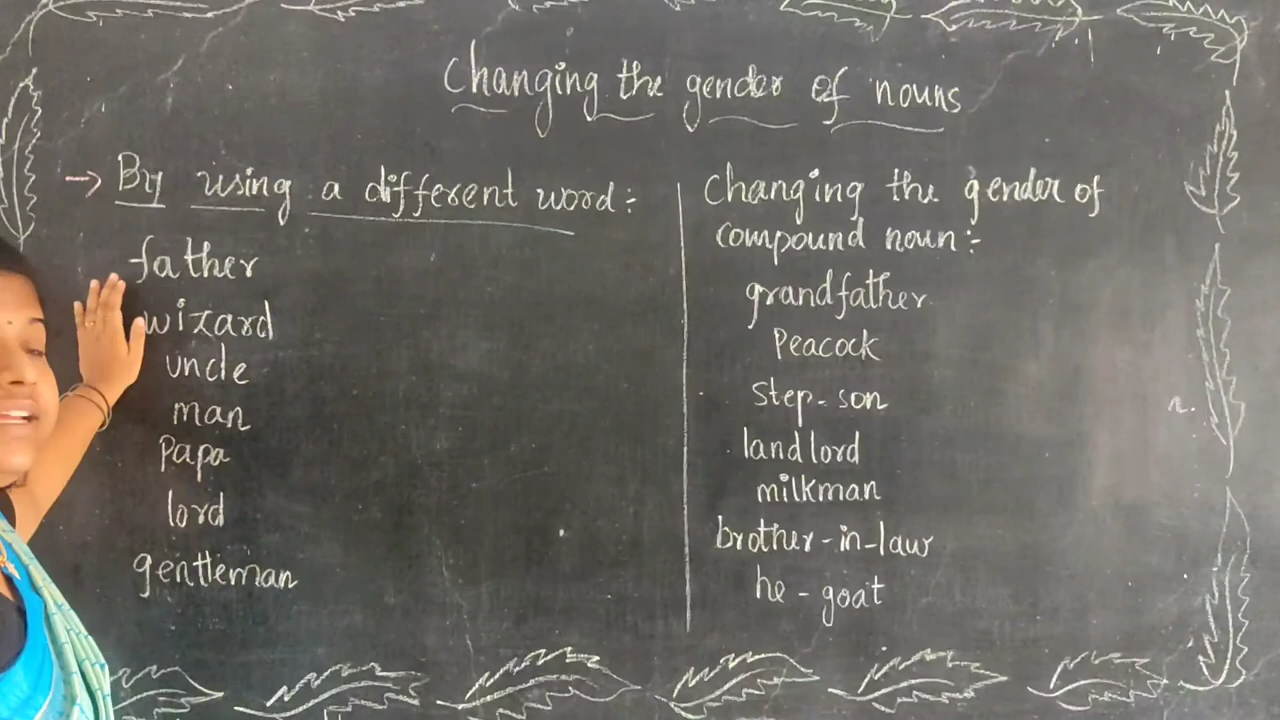 Changing the gender of nouns
→ By using a different word:-
father
wizard
uncle
man
Papa
lord
gentleman
Changing the gender of
compound noun:-
grandfather
Peacock
Step-son
landlord
milkman
brother-in-law
he-goat